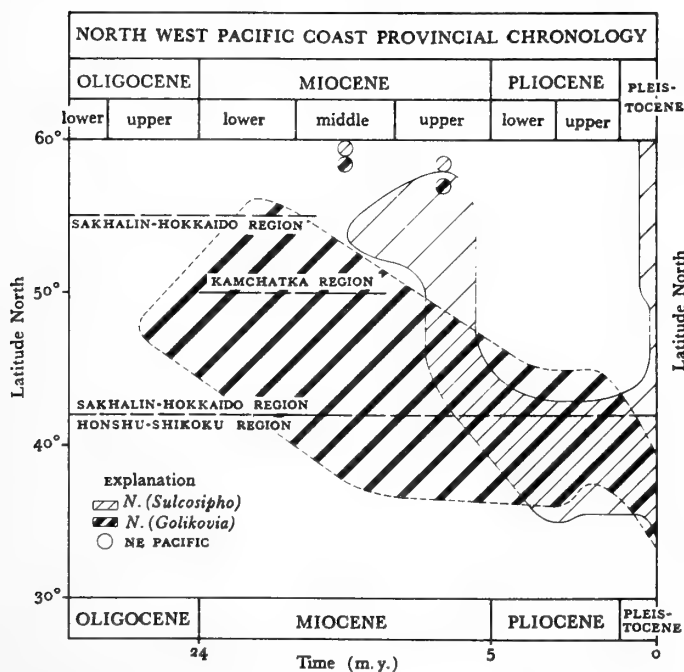 NORTH WEST PACIFIC COAST PROVINCIAL CHRONOLOGY
OLIGOCENE MIOCENE PLIOCENE PLEIS-
TOCENE
lower upper lower middle upper lower upper
60°
SAKHALIN-HOKKAIDO REGION
KAMCHATKA REGION
50°
Latitude North
Latitude North
SAKHALIN-HOKKAIDO REGION
HONSHU-SHIKOKU REGION
40°
EXPLANATION
N. (Sulcosipho)
N. (Golikovia)
NE PACIFIC
30°
OLIGOCENE MIOCENE PLIOCENE PLEIS-
TOCENE
24 5 0
Time (m. y.)